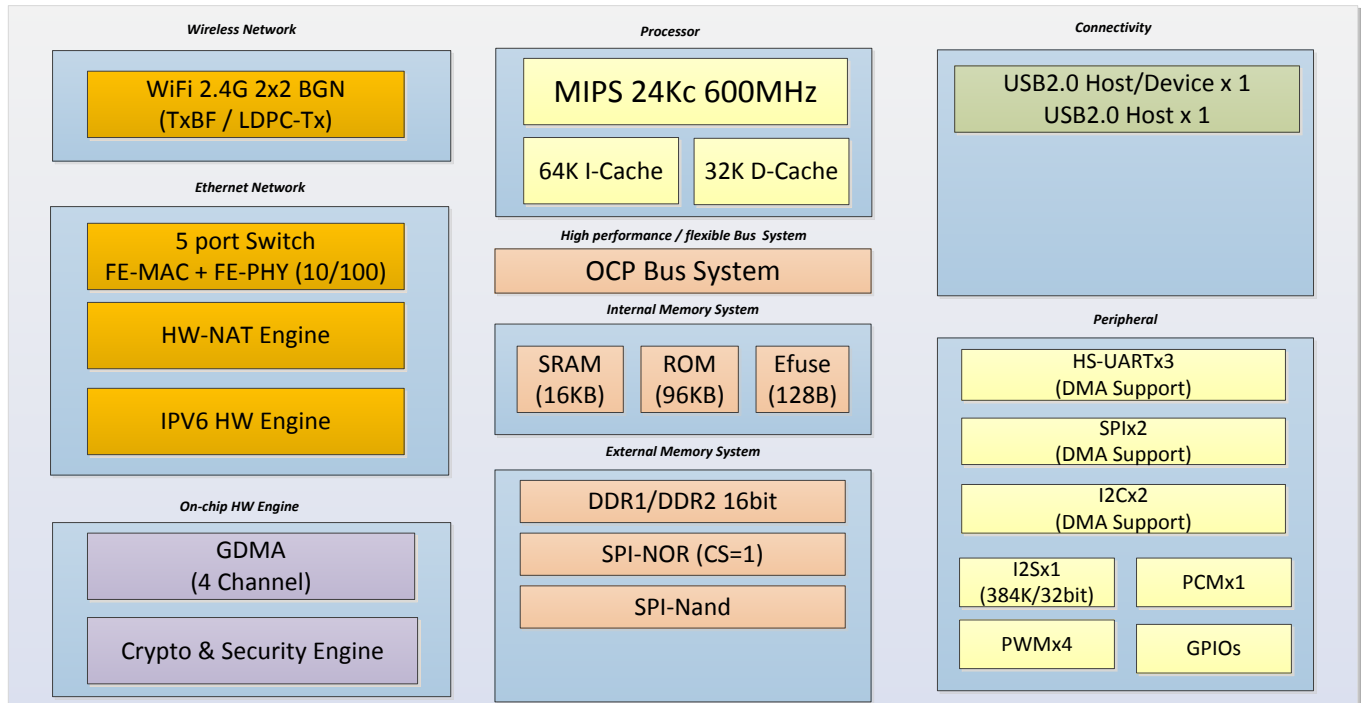 Wireless Network
WiFi 2.4G 2x2 BGN
(TxBF / LDPC-Tx)
Ethernet Network
5 port Switch
FE-MAC + FE-PHY (10/100)
HW-NAT Engine
IPV6 HW Engine
On-chip HW Engine
GDMA
(4 Channel)
Crypto & Security Engine
Processor
MIPS 24Kc 600MHz
64K I-Cache
32K D-Cache
High performance / flexible Bus System
OCP Bus System
Internal Memory System
SRAM
(16KB)
ROM
(96KB)
Efuse
(128B)
External Memory System
DDR1/DDR2 16bit
SPI-NOR (CS=1)
SPI-Nand
Connectivity
USB2.0 Host/Device x 1
USB2.0 Host x 1
Peripheral
HS-UARTx3
(DMA Support)
SPIx2
(DMA Support)
I2Cx2
(DMA Support)
I2Sx1
(384K/32bit)
PCMx1
PWMx4
GPIOs